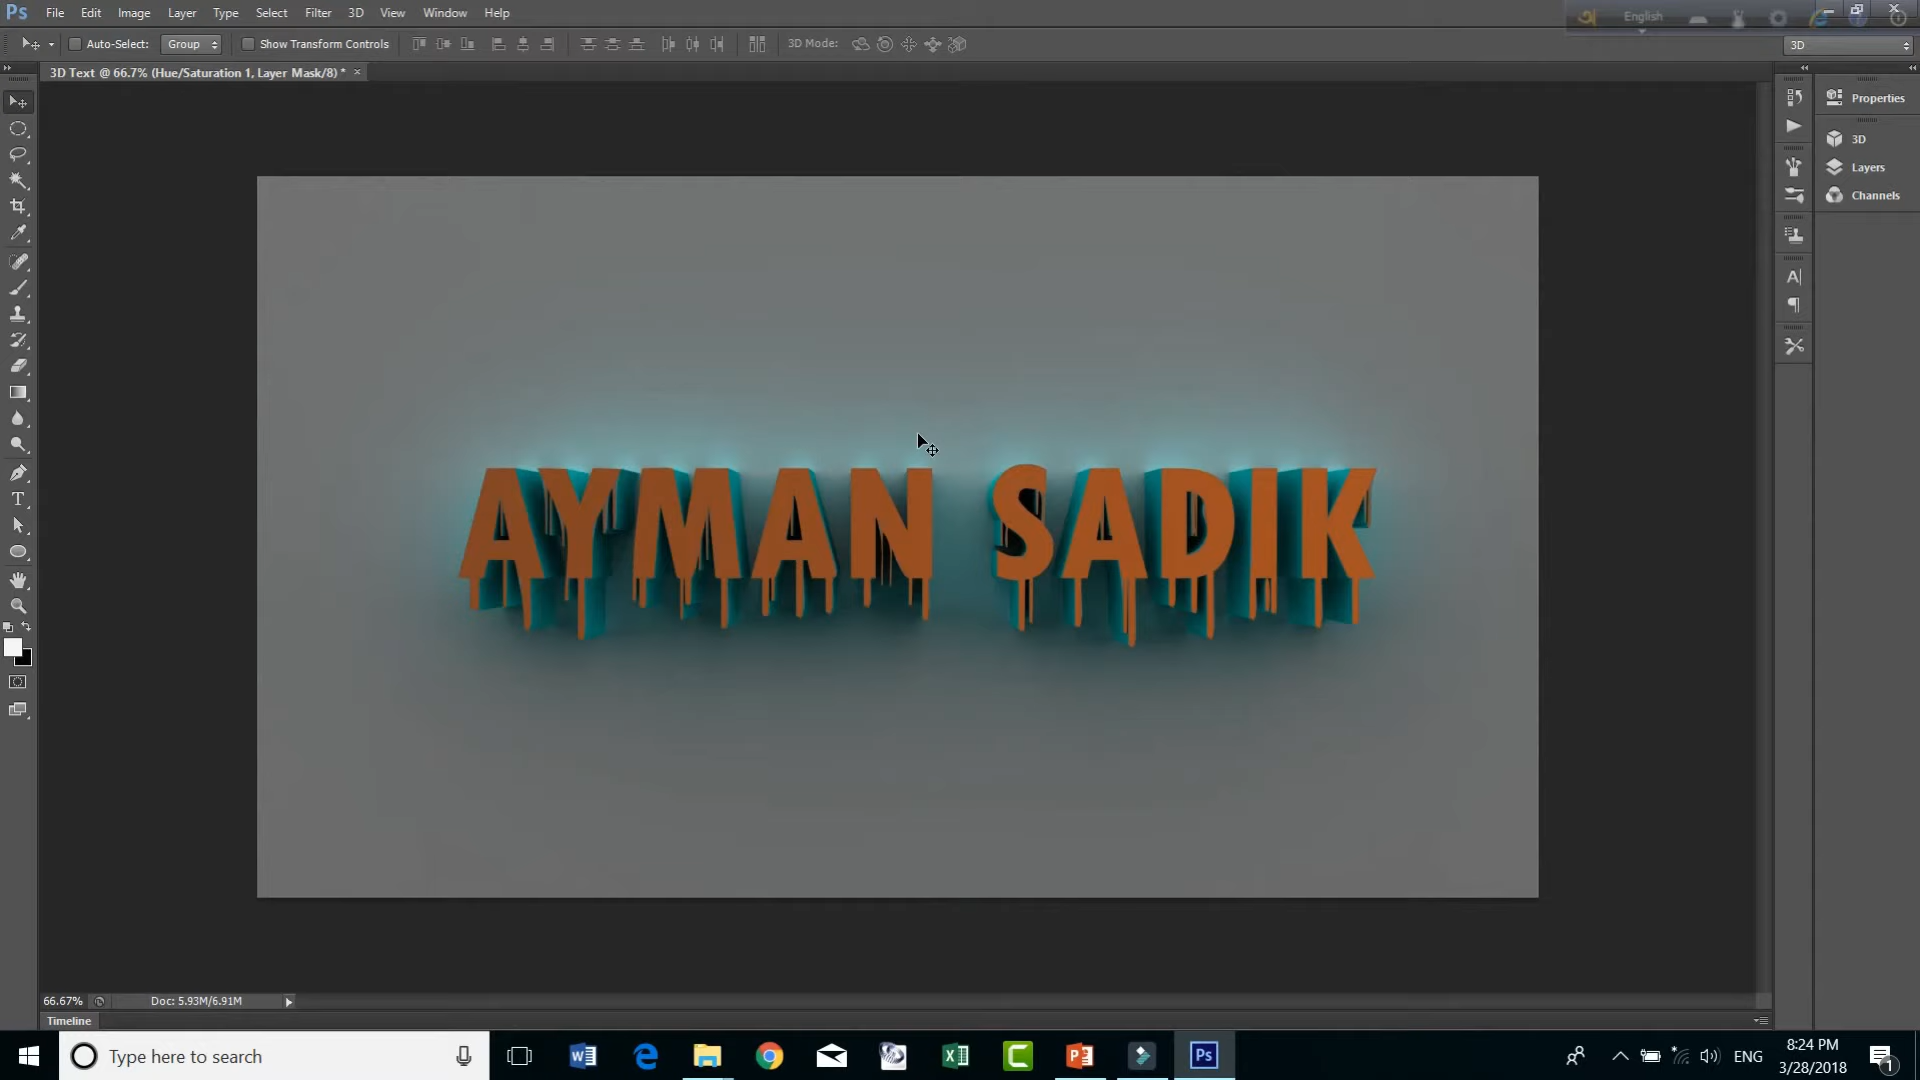 Ps File Edit Image Layer Type Select Filter 3D View Window Help
English
Auto-Select: Group Show Transform Controls 3D Mode: 3D
3D Text @ 66.7% (Hue/Saturation 1, Layer Mask/8) * ×
Properties
3D
Layers
Channels
AYMAN SADIK
66.67% Doc: 5.93M/6.91M
Timeline
Type here to search
ENG
8:24 PM
3/28/2018
1